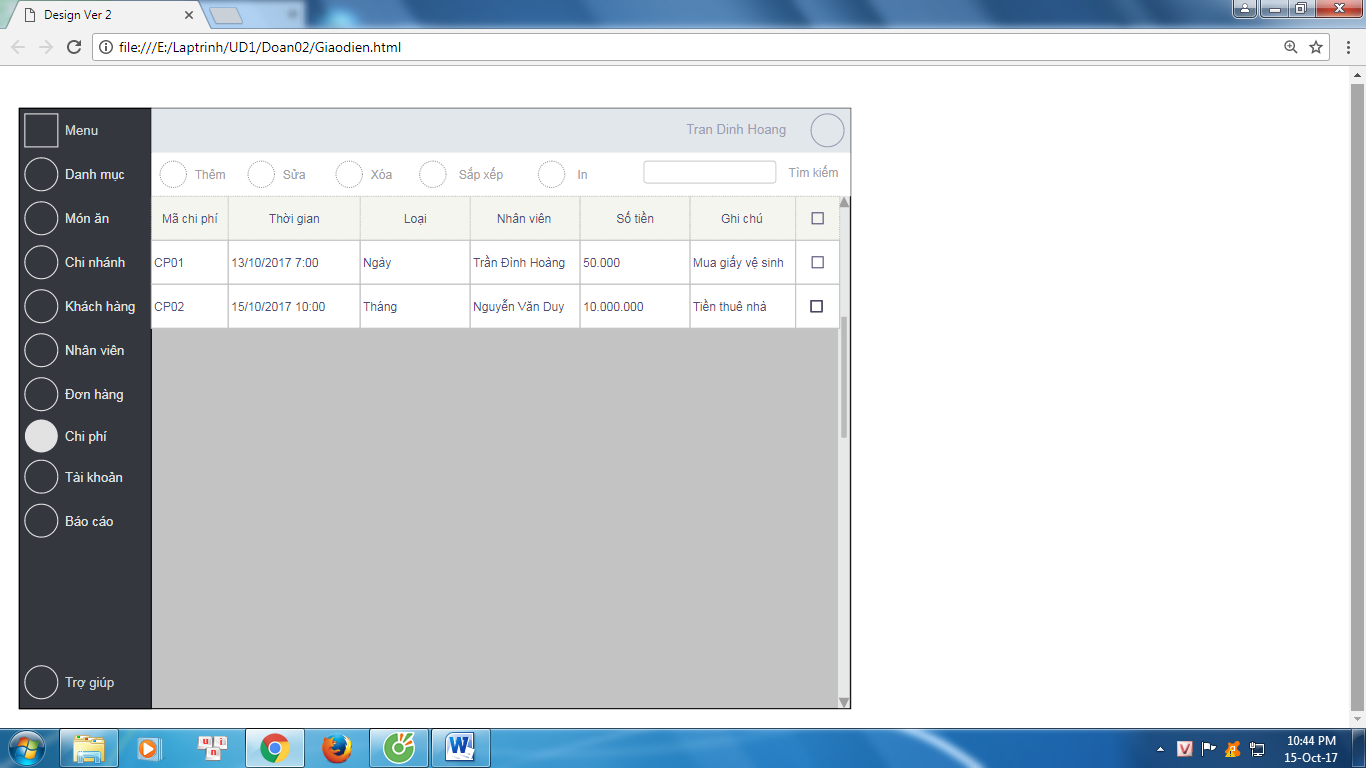 Design Ver 2
file:///E:/Laptrinh/UD1/Doan02/Giaodien.html
Menu
Tran Dinh Hoang
Danh mục
Thêm Sửa Xóa Sắp xếp In Tìm kiếm
Món ăn
Mã chi phí Thời gian Loại Nhân viên Số tiền Ghi chú
Chi nhánh
CP01 13/10/2017 7:00 Ngày Trần Đình Hoàng 50.000 Mua giấy vệ sinh
Khách hàng
CP02 15/10/2017 10:00 Tháng Nguyễn Văn Duy 10.000.000 Tiền thuê nhà
Nhân viên
Đơn hàng
Chi phí
Tài khoản
Báo cáo
Trợ giúp
10:44 PM
15-Oct-17